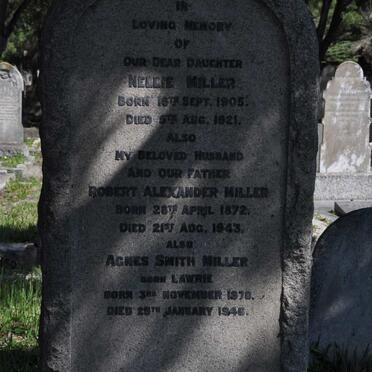 IN
LOVING MEMORY
OF
OUR DEAR DAUGHTER
NELLIE MILLER
BORN 16TH SEPT. 1905.
DIED 5TH AUG. 1921.
ALSO
MY BELOVED HUSBAND
AND OUR FATHER
ROBERT ALEXANDER MILLER
BORN 28TH APRIL 1872.
DIED 21ST AUG. 1943.
ALSO
AGNES SMITH MILLER
BORN LAWRIE
BORN 3RD NOVEMBER 1878.
DIED 29TH JANUARY 1946.